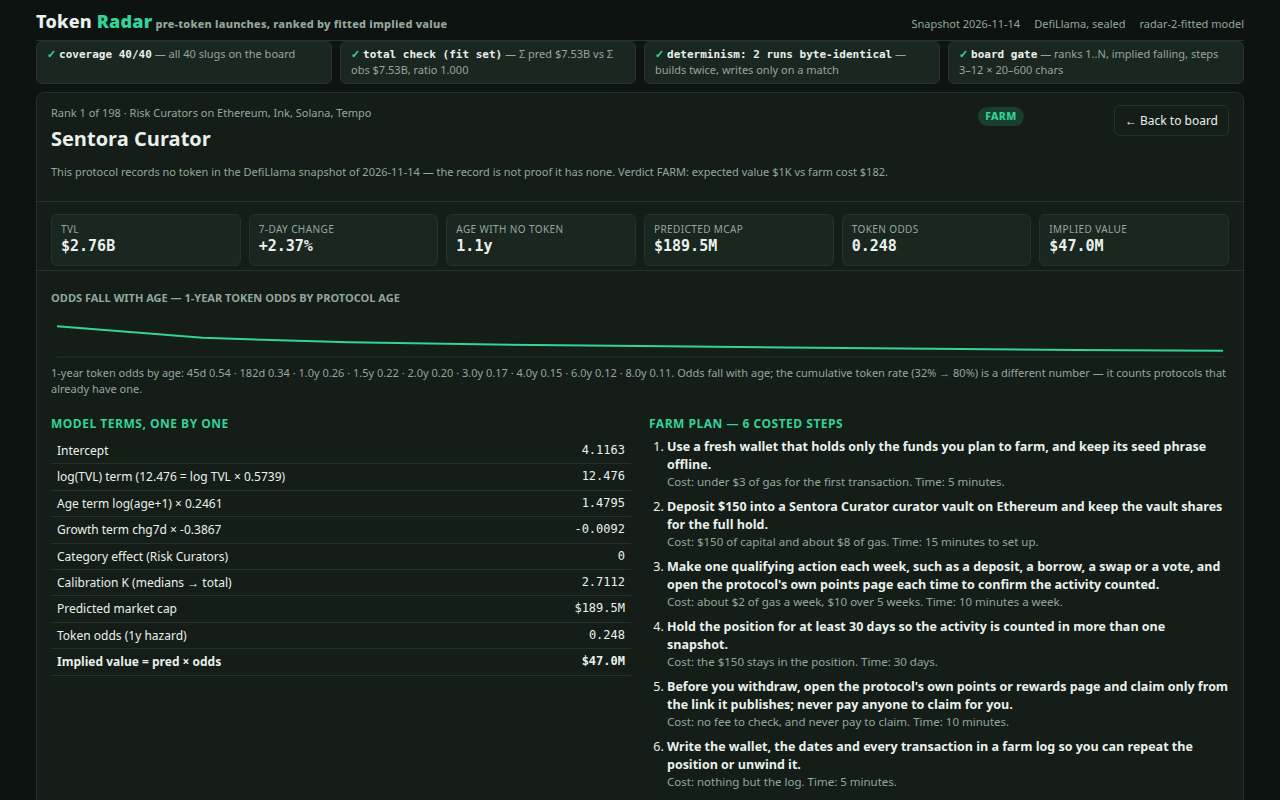 Token Radar pre-token launches, ranked by fitted implied value
Snapshot 2026-11-14 DefiLlama, sealed radar-2-fitted model
✓ coverage 40/40 — all 40 slugs on the board
✓ total check (fit set) — Σ pred $7.53B vs Σ
obs $7.53B, ratio 1.000
✓ determinism: 2 runs byte-identical —
builds twice, writes only on a match
✓ board gate — ranks 1..N, implied falling, steps
3–12 × 20–600 chars
Rank 1 of 198 · Risk Curators on Ethereum, Ink, Solana, Tempo
FARM
← Back to board
Sentora Curator
This protocol records no token in the DefiLlama snapshot of 2026-11-14 — the record is not proof it has none. Verdict FARM: expected value $1K vs farm cost $182.
TVL
$2.76B
7-DAY CHANGE
+2.37%
AGE WITH NO TOKEN
1.1y
PREDICTED MCAP
$189.5M
TOKEN ODDS
0.248
IMPLIED VALUE
$47.0M
ODDS FALL WITH AGE — 1-YEAR TOKEN ODDS BY PROTOCOL AGE
1-year token odds by age: 45d 0.54 · 182d 0.34 · 1.0y 0.26 · 1.5y 0.22 · 2.0y 0.20 · 3.0y 0.17 · 4.0y 0.15 · 6.0y 0.12 · 8.0y 0.11. Odds fall with age; the cumulative token rate (32% → 80%) is a different number — it counts protocols that
already have one.
MODEL TERMS, ONE BY ONE
Intercept 4.1163
log(TVL) term (12.476 = log TVL × 0.5739) 12.476
Age term log(age+1) × 0.2461 1.4795
Growth term chg7d × -0.3867 -0.0092
Category effect (Risk Curators) 0
Calibration K (medians → total) 2.7112
Predicted market cap $189.5M
Token odds (1y hazard) 0.248
Implied value = pred × odds $47.0M
FARM PLAN — 6 COSTED STEPS
1. Use a fresh wallet that holds only the funds you plan to farm, and keep its seed phrase
offline.
Cost: under $3 of gas for the first transaction. Time: 5 minutes.
2. Deposit $150 into a Sentora Curator curator vault on Ethereum and keep the vault shares
for the full hold.
Cost: $150 of capital and about $8 of gas. Time: 15 minutes to set up.
3. Make one qualifying action each week, such as a deposit, a borrow, a swap or a vote, and
open the protocol's own points page each time to confirm the activity counted.
Cost: about $2 of gas a week, $10 over 5 weeks. Time: 10 minutes a week.
4. Hold the position for at least 30 days so the activity is counted in more than one
snapshot.
Cost: the $150 stays in the position. Time: 30 days.
5. Before you withdraw, open the protocol's own points or rewards page and claim only from
the link it publishes; never pay anyone to claim for you.
Cost: no fee to check, and never pay to claim. Time: 10 minutes.
6. Write the wallet, the dates and every transaction in a farm log so you can repeat the
position or unwind it.
Cost: nothing but the log. Time: 5 minutes.